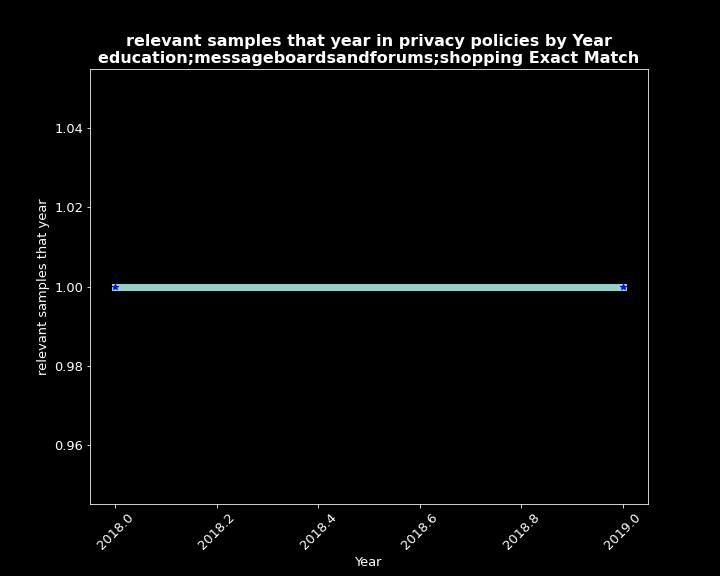 relevant samples that year in privacy policies by Year
education;messageboardsandforums;shopping Exact Match
relevant samples that year
1.04
1.02
1.00
0.98
0.96
2018.0
2018.2
2018.4
2018.6
2018.8
2019.0
Year